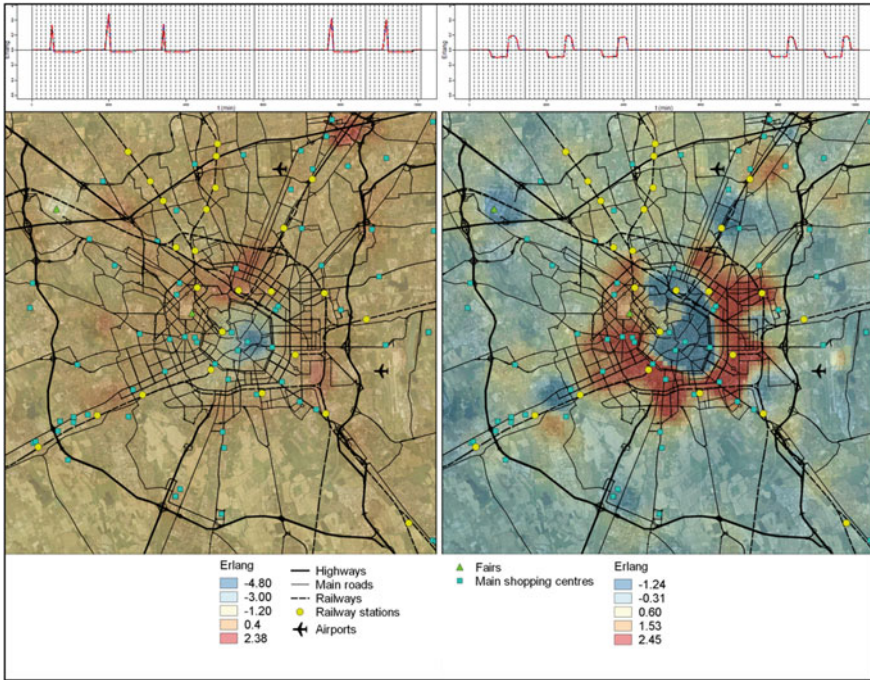 Erlang
t (min)
Erlang
t (min)
Erlang
-4.80
-3.00
-1.20
0.4
2.38
Highways
Main roads
Railways
Railway stations
Airports
Fairs
Main shopping centres
Erlang
-1.24
-0.31
0.60
1.53
2.45